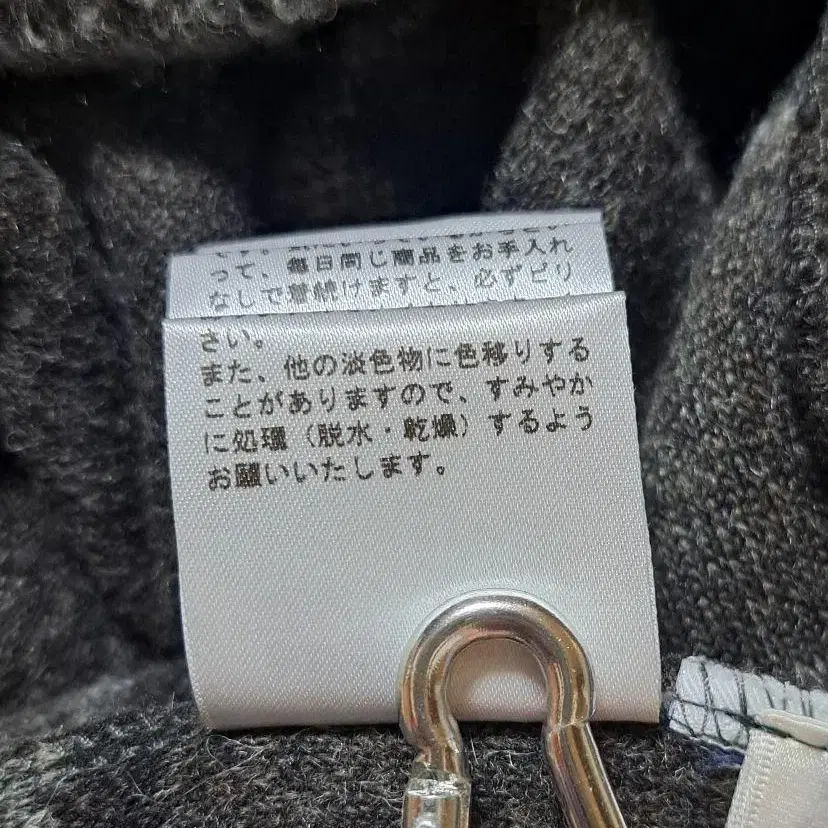 って、毎日同じ商品をお手入れ
なしで着続けますと、必ずピリ
さい。
また、他の淡色物に色移りする
ことがありますので、すみやか
に処理（脱水・乾燥）するよう
お願いいたします。